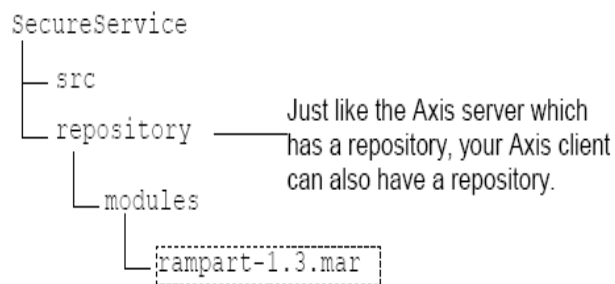 SecureService
src
repository
Just like the Axis server which
has a repository, your Axis client
can also have a repository.
modules
rampart-1.3.mar